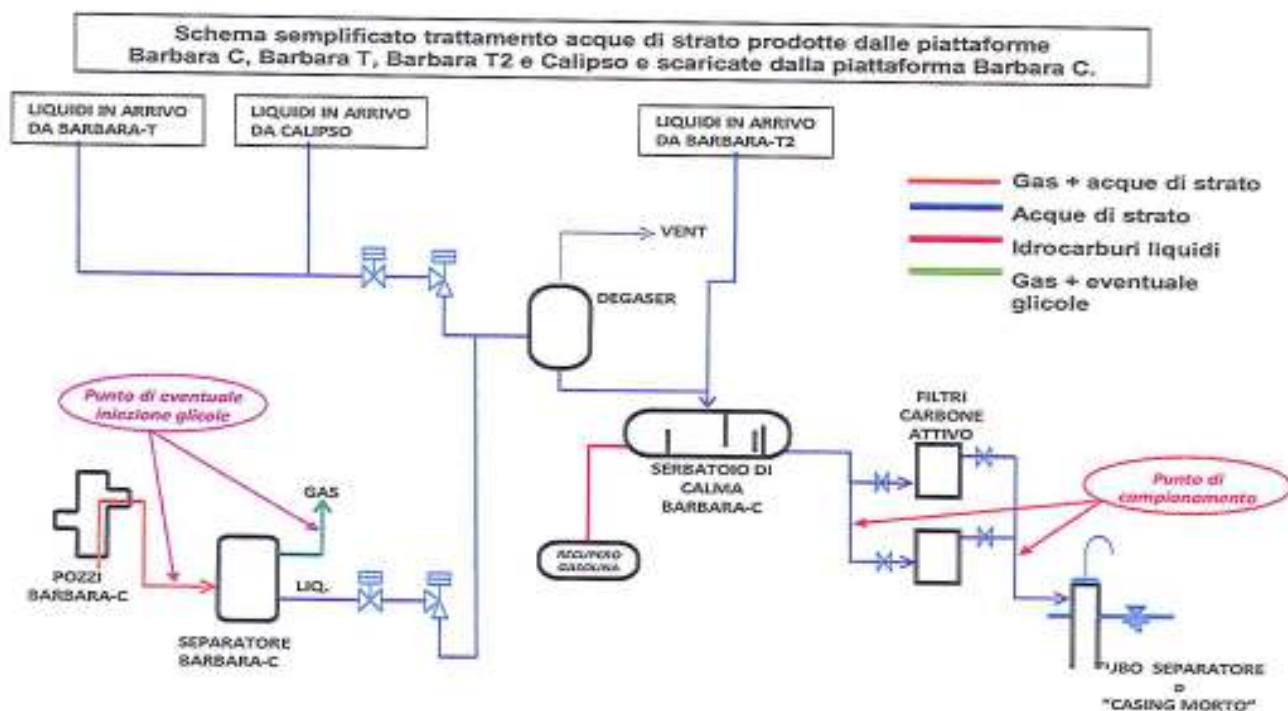 Schema semplificato trattamento acque di strato prodotte dalle piattaforme
Barbara C, Barbara T, Barbara T2 e Calipso e scaricate dalla piattaforma Barbara C.
LIQUIDI IN ARRIVO
DA BARBARA-T
LIQUIDI IN ARRIVO
DA CALIPSO
LIQUIDI IN ARRIVO
DA BARBARA-T2
Gas + acque di strato
Acque di strato
Idrocarburi liquidi
Gas + eventuale
glicole
VENT
DEGASER
Punto di eventuale
iniezione glicole
FILTRI
CARBONE
ATTIVO
SERBATOIO DI
CALMA
BARBARA-C
Punto di
campionamento
GAS
RECUPERO
GASOLINA
POZZI
BARBARA-C
LIQ.
SEPARATORE
BARBARA-C
UBO SEPARATORE
o
"CASING MORTO"